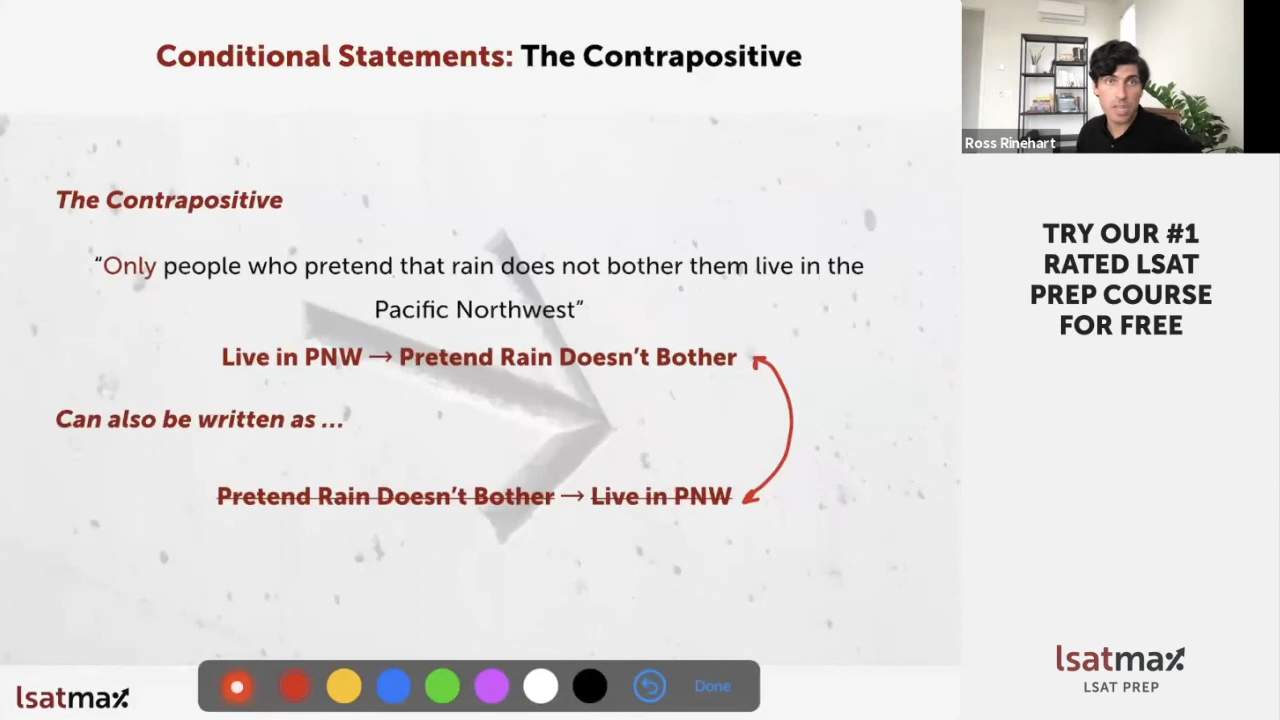 Conditional Statements: The Contrapositive
The Contrapositive
“Only people who pretend that rain does not bother them live in the
Pacific Northwest”
Live in PNW → Pretend Rain Doesn’t Bother
Can also be written as ...
Pretend Rain Doesn’t Bother → Live in PNW
Done
lsatmax
Ross Rinehart
TRY OUR #1
RATED LSAT
PREP COURSE
FOR FREE
lsatmax
LSAT PREP